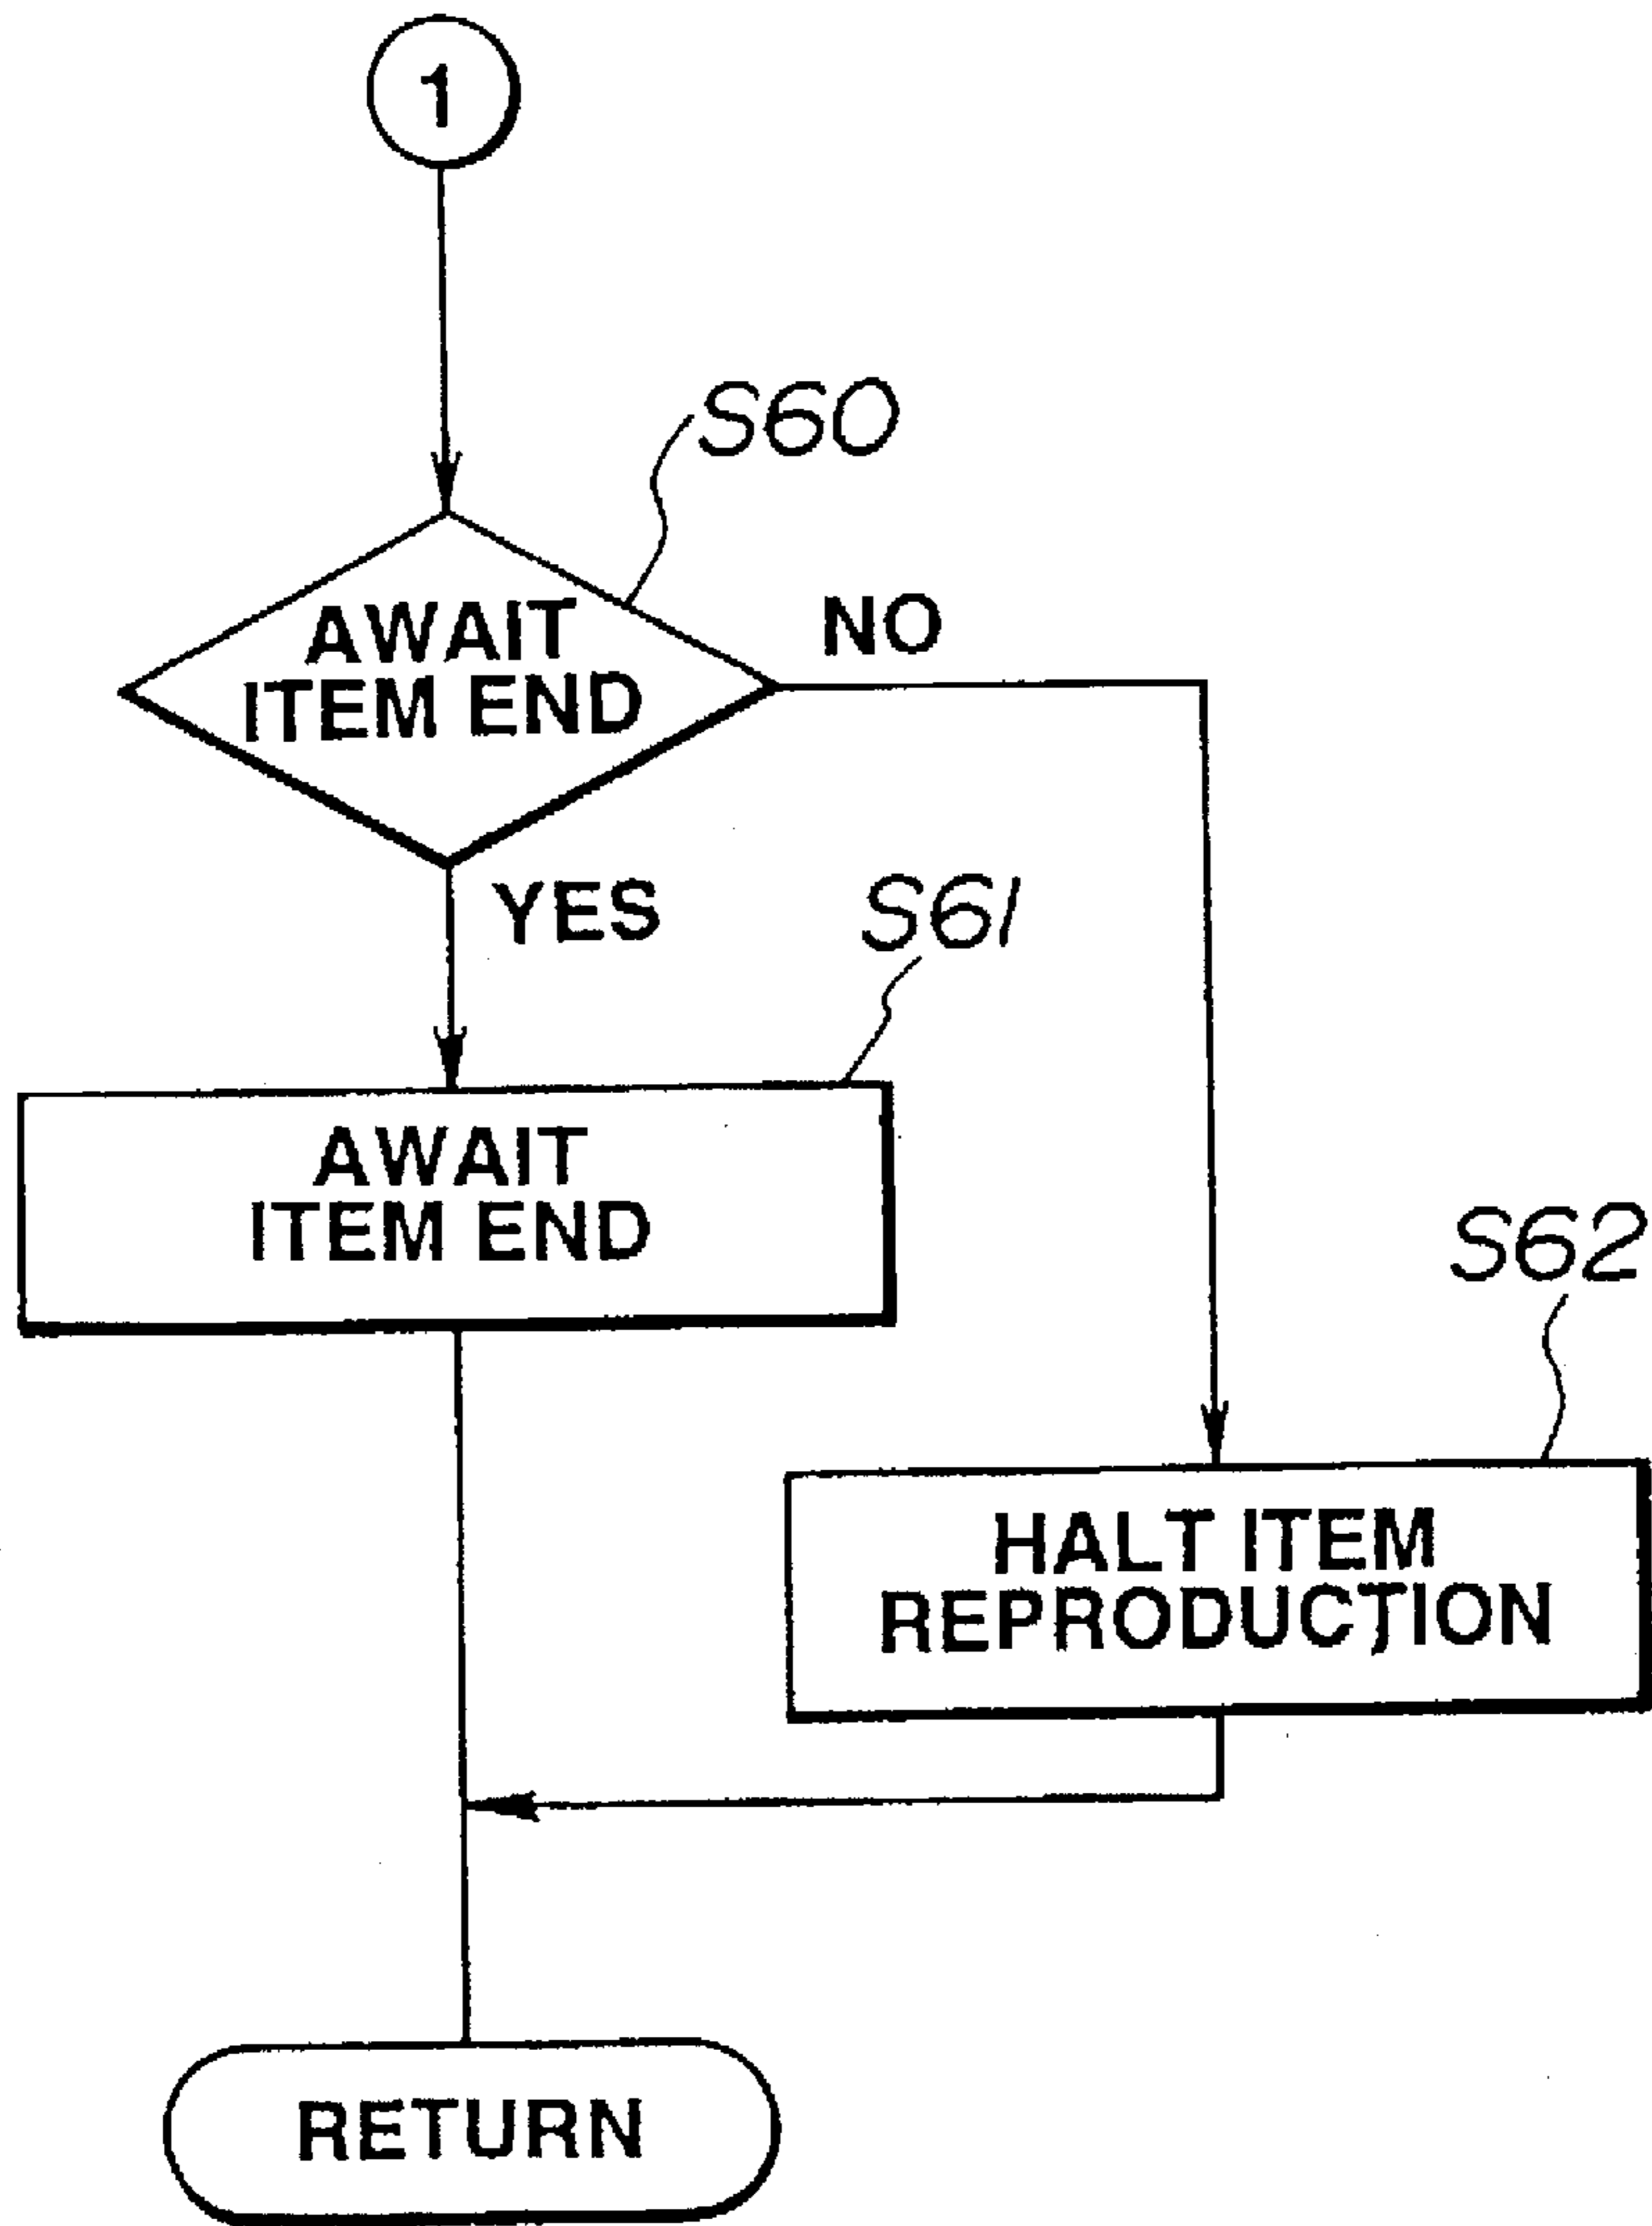 1
S60
AWAIT
ITEM END
NO
YES
S61
AWAIT
ITEM END
S62
HALT ITEM
REPRODUCTION
RETURN